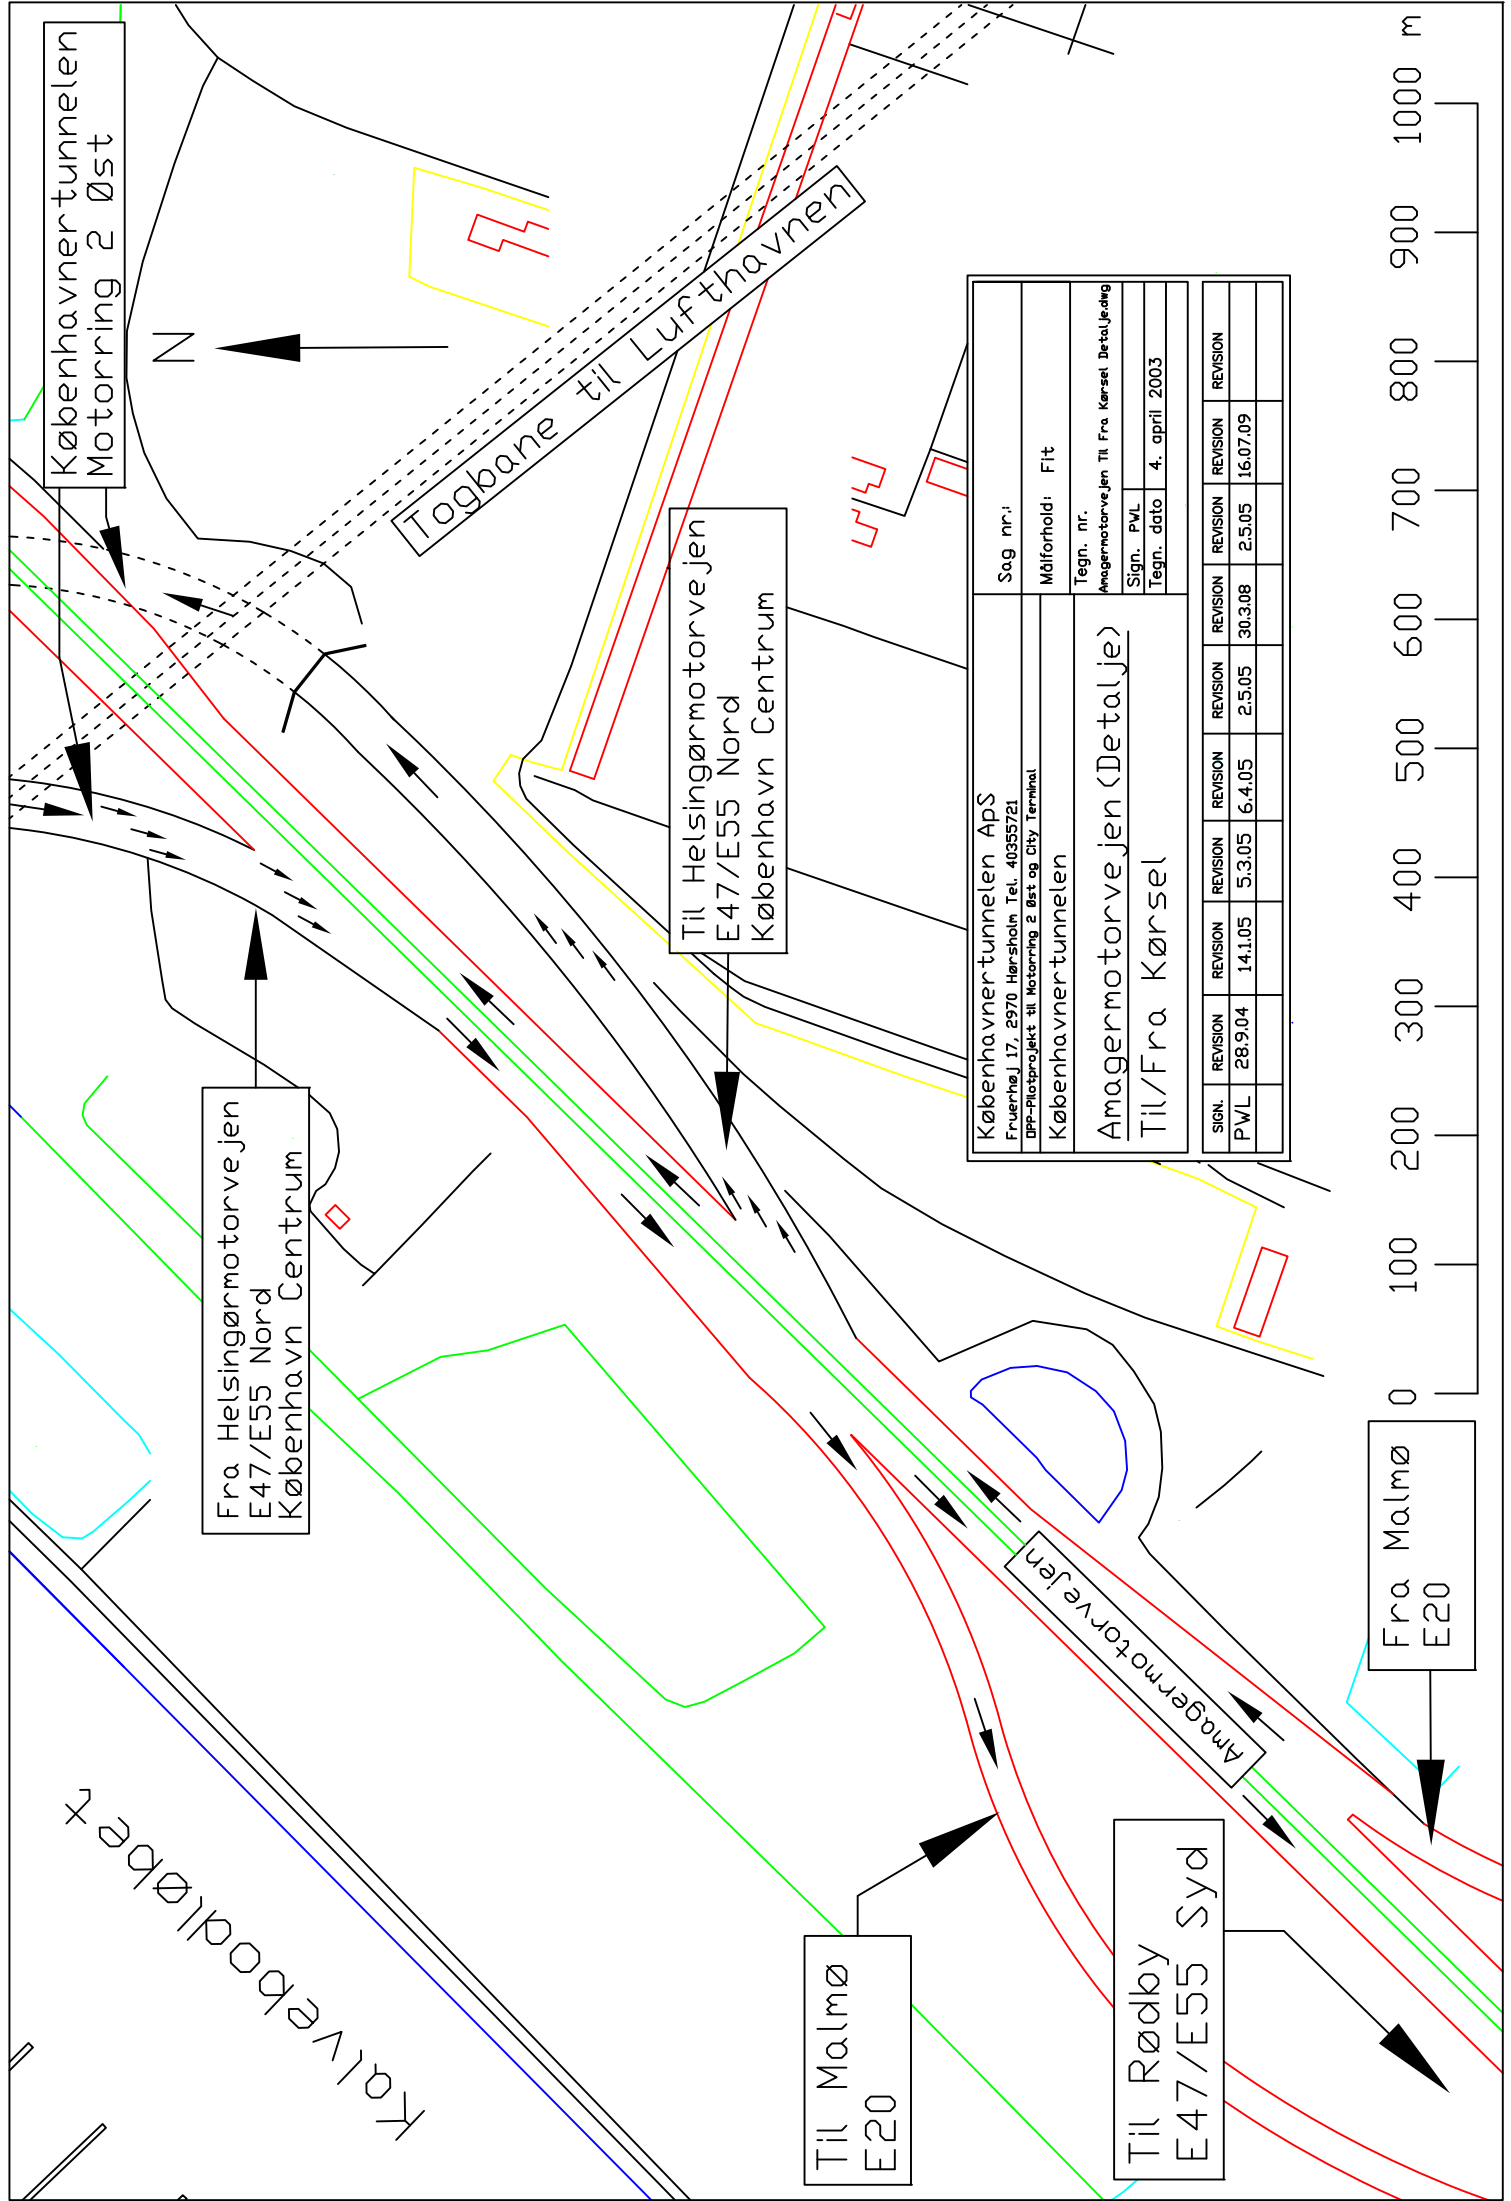 Københavnertunnelen
Motorring 2 Øst
N
Togbane til Lufthavnen
Til Helsingørmotorvejen
E47/E55 Nord
København Centrum
Fra Helsingørmotorvejen
E47/E55 Nord
København Centrum
Kalvebodløbet
Amagermotorvejen
Til Malmø
E20
Til Rødby
E47/E55 Syd
Fra Malmø
E20
Københavnertunnelen ApS
Fruerhøj 17, 2970 Hørsholm Tel. 40355721
OPP-Pilotprojekt til Motorring 2 Øst og City Terminal
Københavnertunnelen
Amagermotorvejen (Detalje)
Til/Fra Kørsel
Sag nr.:
Målforhold: Fit
Tegn. nr.
Amagermotorvejen Til Fra Kørsel Detalje.dwg
Sign. PWL
Tegn. dato 4. april 2003
SIGN. REVISION REVISION REVISION REVISION REVISION REVISION REVISION REVISION REVISION
PWL 28.9.04 14.1.05 5.3.05 6.4.05 2.5.05 30.3.08 2.5.05 16.07.09
0 100 200 300 400 500 600 700 800 900 1000 m